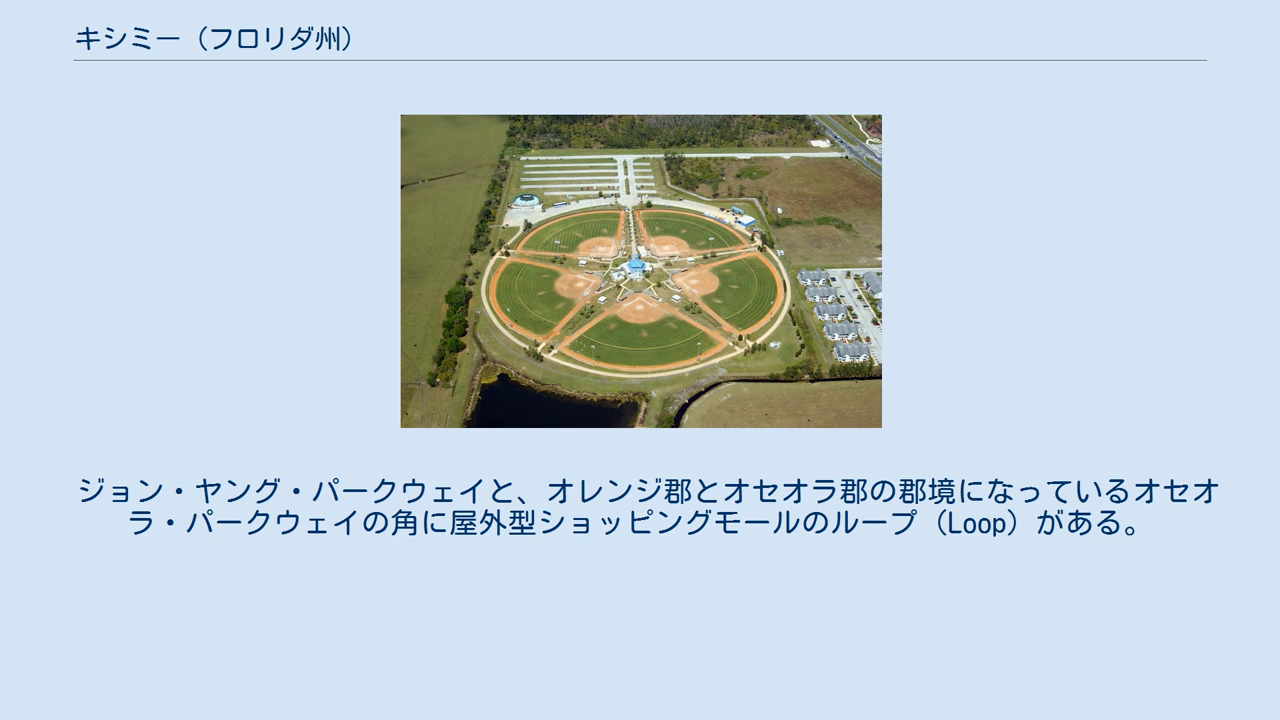 キシミー（フロリダ州）
ジョン・ヤング・パークウェイと、オレンジ郡とオセオラ郡の郡境になっているオセオ
ラ・パークウェイの角に屋外型ショッピングモールのループ（Loop）がある。